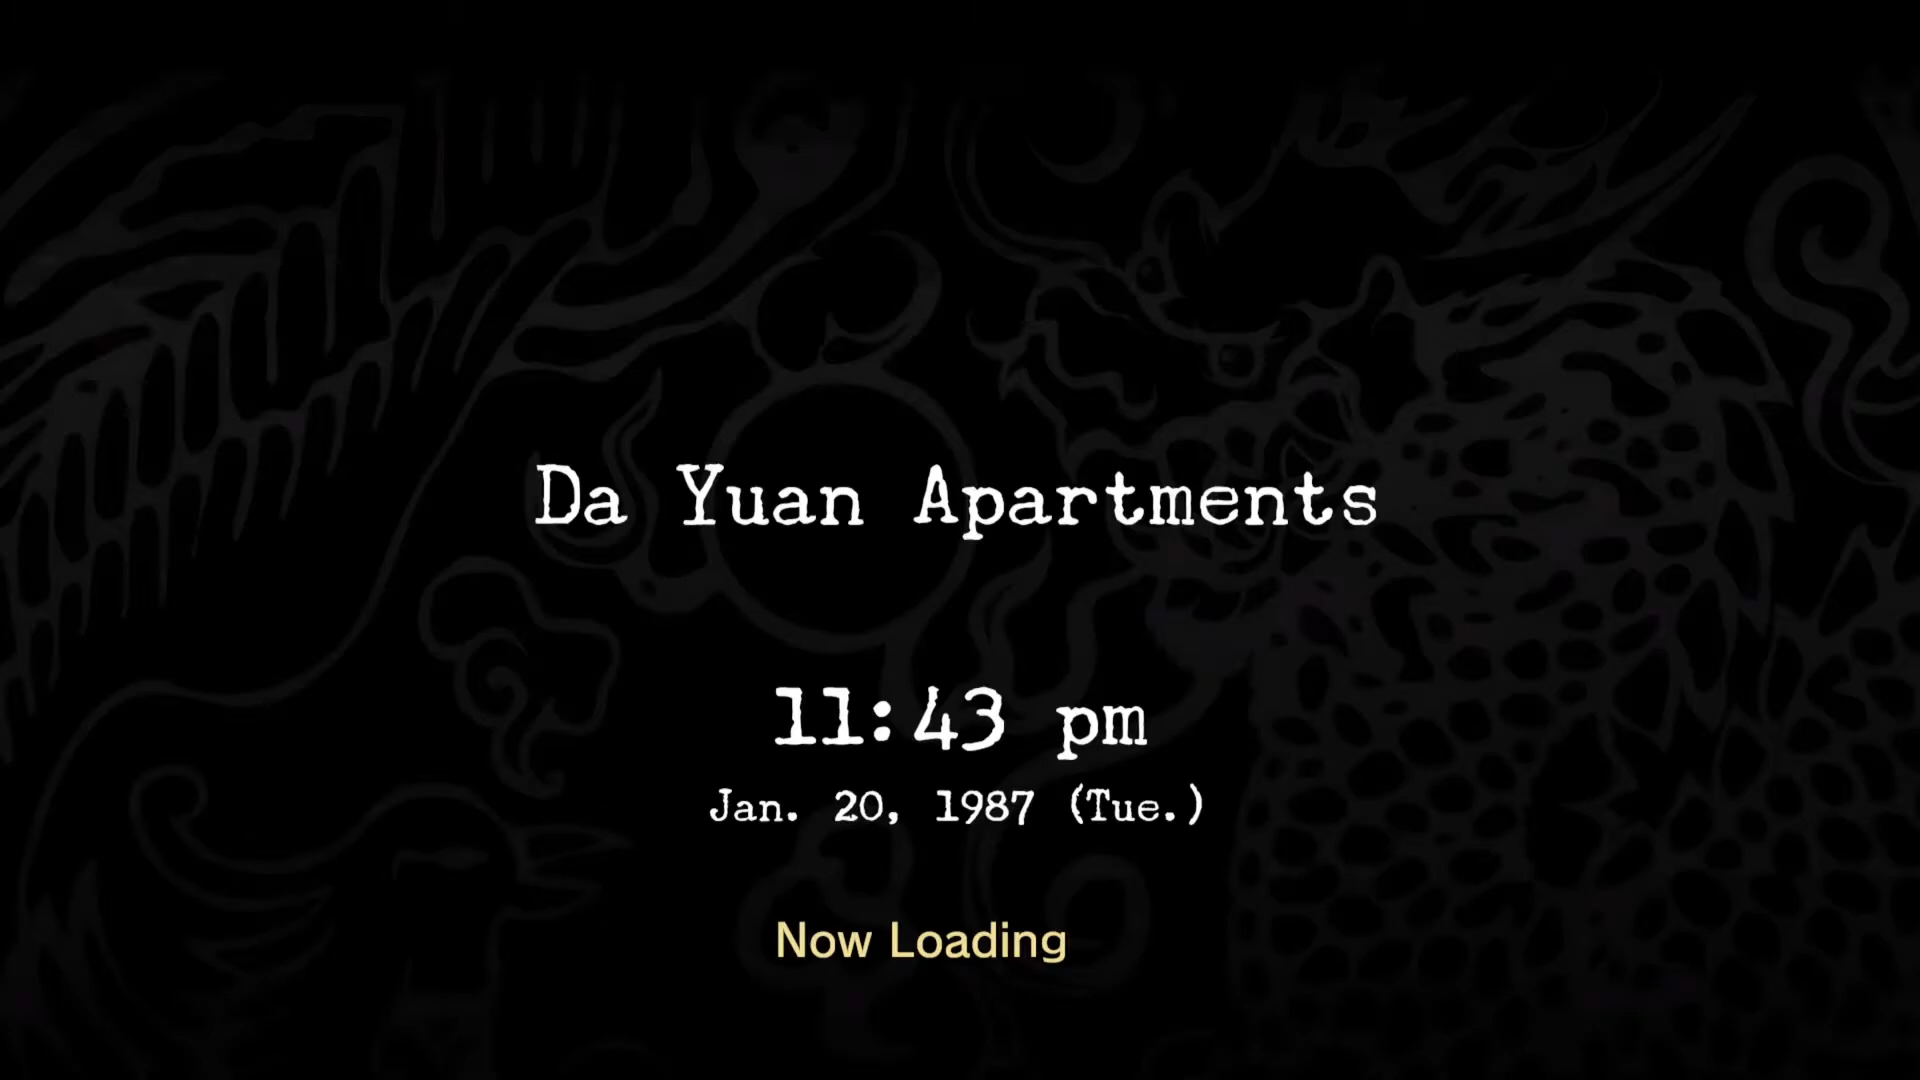 Da Yuan Apartments
11:43 pm
Jan. 20, 1987 (Tue.)
Now Loading